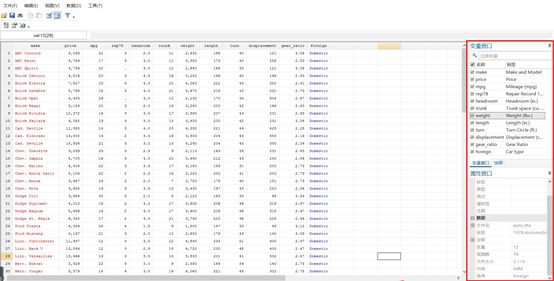 文件(F) 编辑(E) 视图(V) 数据(D) 工具(T)
var15[28]
make price mpg rep78 headroom trunk weight length turn displacement gear_ratio foreign
1 AMC Concord 4,099 22 3 2.5 11 2,930 186 40 121 3.58 Domestic
2 AMC Pacer 4,749 17 3 3.0 11 3,350 173 40 258 2.53 Domestic
3 AMC Spirit 3,799 22 . 3.0 12 2,640 168 35 121 3.08 Domestic
4 Buick Century 4,816 20 3 4.5 16 3,250 196 40 196 2.93 Domestic
5 Buick Electra 7,827 15 4 4.0 20 4,080 222 43 350 2.41 Domestic
6 Buick LeSabre 5,788 18 3 4.0 21 3,670 218 43 231 2.73 Domestic
7 Buick Opel 4,453 26 . 3.0 10 2,230 170 34 304 2.87 Domestic
8 Buick Regal 5,189 20 3 2.0 16 3,280 200 42 196 2.93 Domestic
9 Buick Riviera 10,372 16 3 3.5 17 3,880 207 43 231 2.93 Domestic
10 Buick Skylark 4,082 19 3 3.5 13 3,400 200 42 231 3.08 Domestic
11 Cad. Deville 11,385 14 3 4.0 20 4,330 221 44 425 2.28 Domestic
12 Cad. Eldorado 14,500 14 2 3.5 16 3,900 204 43 350 2.19 Domestic
13 Cad. Seville 15,906 21 3 3.0 13 4,290 204 45 350 2.24 Domestic
14 Chev. Chevette 3,299 29 3 2.5 9 2,110 163 34 231 2.93 Domestic
15 Chev. Impala 5,705 16 4 4.0 20 3,690 212 43 250 2.56 Domestic
16 Chev. Malibu 4,504 22 3 3.5 17 3,180 193 31 200 2.73 Domestic
17 Chev. Monte Carlo 5,104 22 2 2.0 16 3,220 200 41 200 2.73 Domestic
18 Chev. Monza 3,667 24 2 2.0 7 2,750 179 40 151 2.73 Domestic
19 Chev. Nova 3,955 19 3 3.5 13 3,430 197 43 250 2.56 Domestic
20 Dodge Colt 3,984 30 5 2.0 8 2,120 163 35 98 3.54 Domestic
21 Dodge Diplomat 4,010 18 2 4.0 17 3,600 206 46 318 2.47 Domestic
22 Dodge Magnum 5,886 16 2 4.0 17 3,600 206 46 318 2.47 Domestic
23 Dodge St. Regis 6,342 17 2 4.5 21 3,740 220 46 225 2.94 Domestic
24 Ford Fiesta 4,389 28 4 1.5 9 1,800 147 33 98 3.15 Domestic
25 Ford Mustang 4,187 21 3 2.0 10 2,650 179 43 140 3.08 Domestic
26 Linc. Continental 11,497 12 3 3.5 22 4,840 233 51 400 2.47 Domestic
27 Linc. Mark V 13,594 12 3 2.5 18 4,720 230 48 400 2.47 Domestic
28 Linc. Versailles 13,466 14 3 3.5 15 3,830 201 41 302 2.47 Domestic
29 Merc. Bobcat 3,829 22 4 3.0 9 2,580 169 39 140 2.73 Domestic
30 Merc. Cougar 5,379 14 4 3.5 16 4,060 221 48 302 2.75 Domestic
变量窗口
过滤变量
名称 标签
make Make and Model
price Price
mpg Mileage (mpg)
rep78 Repair Record 1...
headroom Headroom (in.)
trunk Trunk space (cu...
weight Weight (lbs.)
length Length (in.)
turn Turn Circle (ft.)
displacement Displacement (c...
gear_ratio Gear Ratio
foreign Car type
变量窗口 快照
属性窗口
标签
类型
格式
值标签
注释
数据
文件名 auto.dta
标签 1978 Automobil
注释
变量 12
观测数 74
文件大小 3.11K
内存 64M
排序 foreign